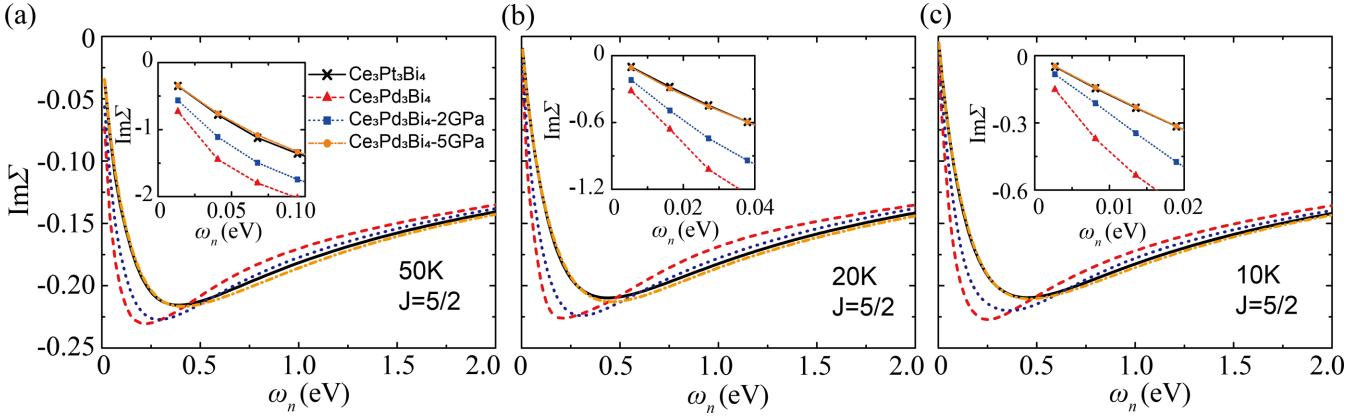 (a)
ImΣ
0
-0.05
-0.10
-0.15
-0.20
-0.25
0.0
0.5
1.0
1.5
2.0
ωₙ (eV)
0
-1
-2
ImΣ
0
0.05
0.10
ωₙ (eV)
Ce₃Pt₃Bi₄
Ce₃Pd₃Bi₄
Ce₃Pd₃Bi₄-2GPa
Ce₃Pd₃Bi₄-5GPa
50K
J=5/2
(b)
0.0
0.5
1.0
1.5
2.0
ωₙ (eV)
0
-0.6
-1.2
ImΣ
0
0.02
0.04
ωₙ (eV)
20K
J=5/2
(c)
0.0
0.5
1.0
1.5
2.0
ωₙ (eV)
0
-0.3
-0.6
ImΣ
0
0.01
0.02
ωₙ (eV)
10K
J=5/2